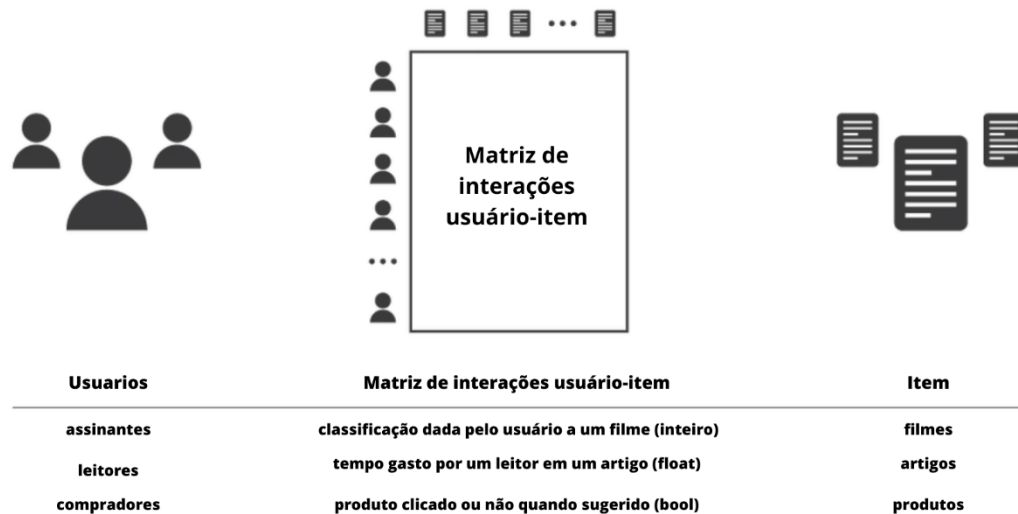 Matriz de
interações
usuário-item
Usuarios Matriz de interações usuário-item Item
assinantes classificação dada pelo usuário a um filme (inteiro) filmes
leitores tempo gasto por um leitor em um artigo (float) artigos
compradores produto clicado ou não quando sugerido (bool) produtos